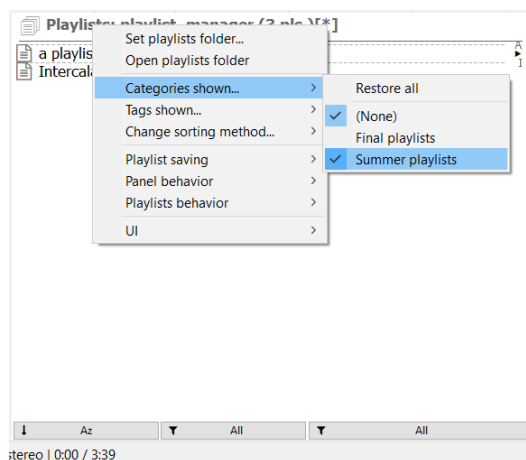 Playlists: playlist_manager (3 pls.)[*]
a playlis
Intercala
A
I
Set playlists folder...
Open playlists folder
Categories shown...
Tags shown...
Change sorting method...
Playlist saving
Panel behavior
Playlists behavior
UI
Restore all
(None)
Final playlists
Summer playlists
Az
All
All
stereo | 0:00 / 3:39